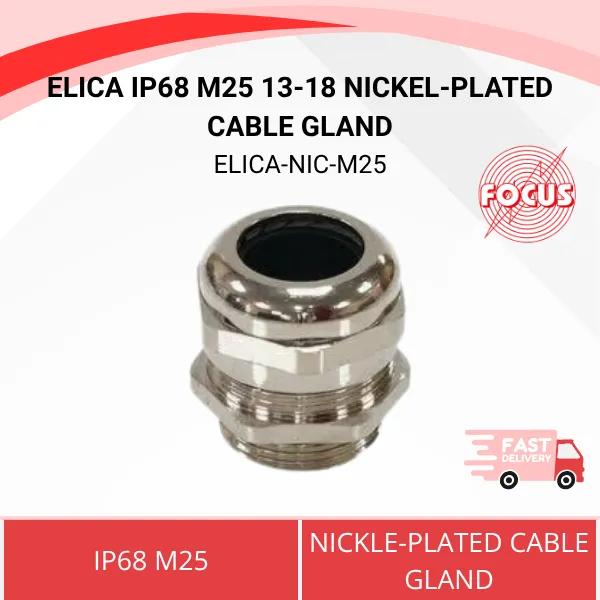 ELICA IP68 M25 13-18 NICKEL-PLATED
CABLE GLAND
ELICA-NIC-M25
FOCUS
FAST
DELIVERY
IP68 M25
NICKLE-PLATED CABLE
GLAND